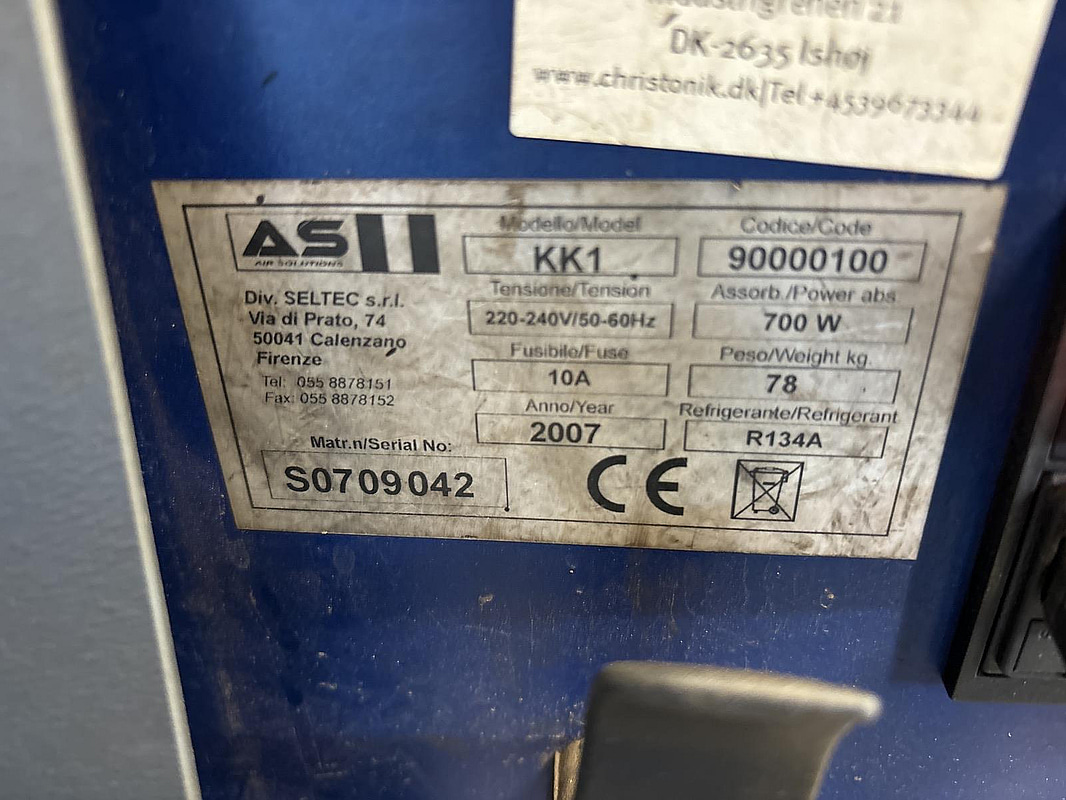 DK-2635 Ishøj
www.christonik.dk|Tel +4539673344
AS
AIR SOLUTIONS
Div. SELTEC s.r.l.
Via di Prato, 74
50041 Calenzano
Firenze
Tel: 055 8878151
Fax: 055 8878152
Matr.n/Serial No:
S0709042
Modello/Model
KK1
Tensione/Tension
220-240V/50-60Hz
Fusibile/Fuse
10A
Anno/Year
2007
Codice/Code
90000100
Assorb./Power abs
700 W
Peso/Weight kg.
78
Refrigerante/Refrigerant
R134A
CE